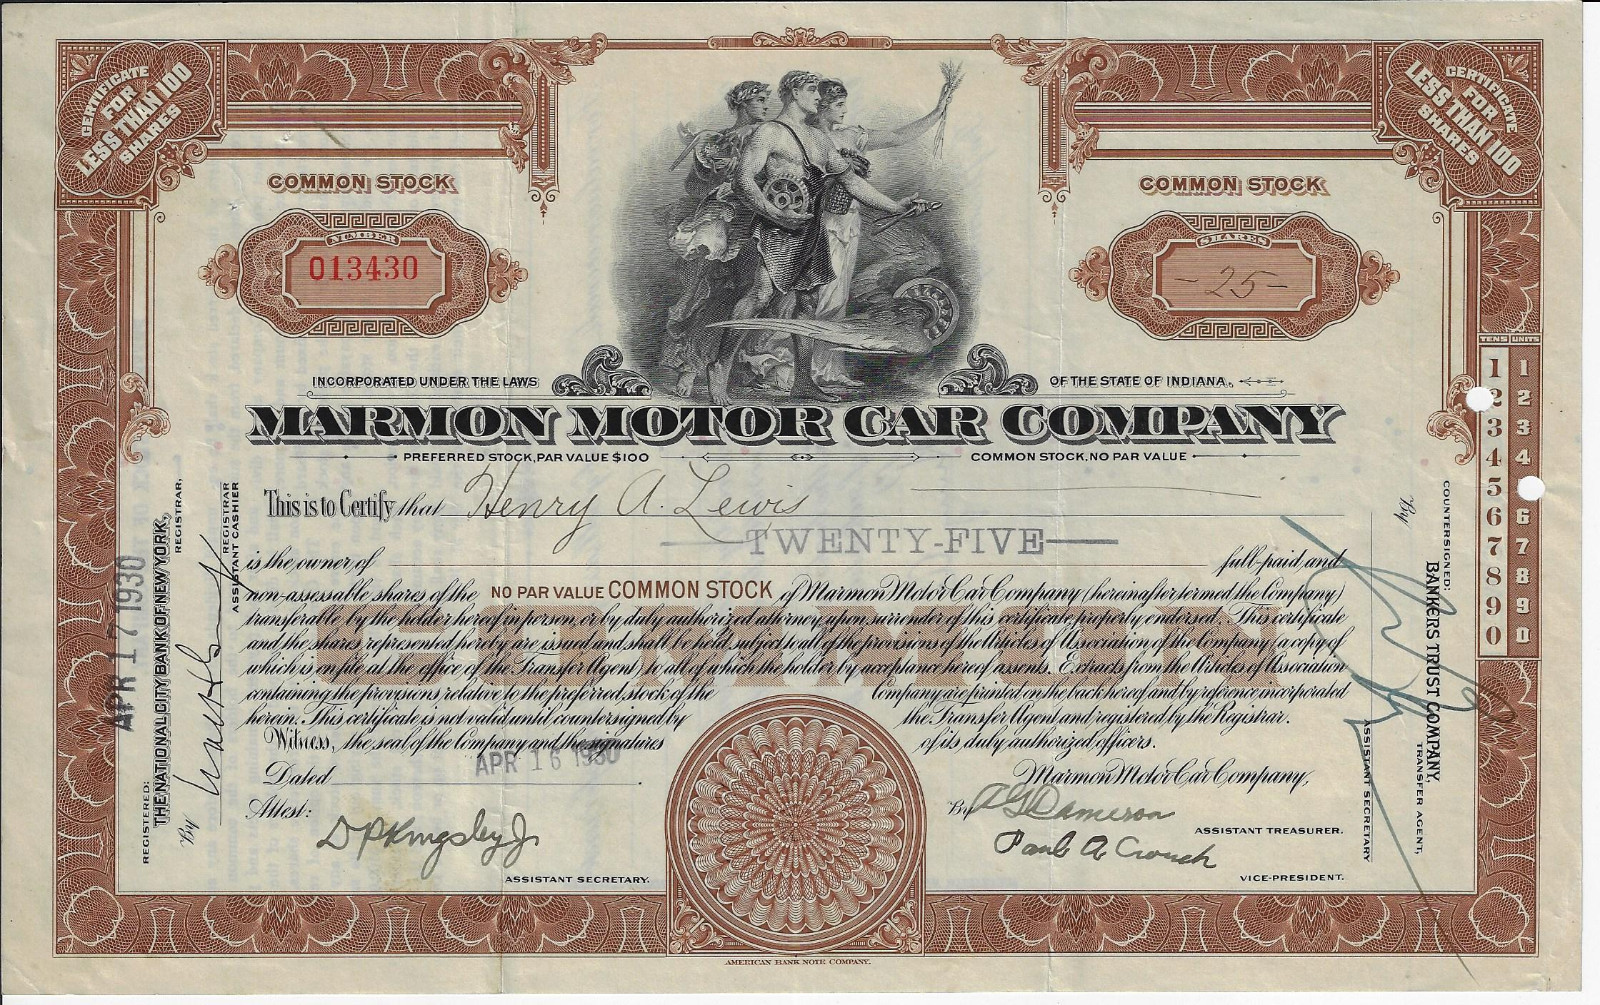 CERTIFICATE
FOR
LESS THAN 100
SHARES
CERTIFICATE
FOR
LESS THAN 100
SHARES
COMMON STOCK
COMMON STOCK
NUMBER
013430
SHARES
-25-
INCORPORATED UNDER THE LAWS OF THE STATE OF INDIANA.
MARMON MOTOR CAR COMPANY
PREFERRED STOCK, PAR VALUE $100 COMMON STOCK, NO PAR VALUE
This is to Certify that Henry A. Lewis
TWENTY-FIVE
is the owner of full-paid and
non-assessable shares of the NO PAR VALUE COMMON STOCK of Marmon Motor Car Company (hereinafter termed the Company)
transferable by the holder hereof in person, or by duly authorized attorney upon surrender of this certificate properly endorsed. This certificate
and the shares represented hereby are issued and shall be held subject to all of the provisions of the Articles of Association of the Company (a copy of
which is on file at the office of the Transfer Agent) to all of which the holder by acceptance hereof assents. Extracts from the Articles of Association
containing the provisions relative to the preferred stock of the Company are printed on the back hereof and by reference incorporated
herein. This certificate is not valid until countersigned by the Transfer Agent and registered by the Registrar.
Witness, the seal of the Company and the signatures of its duly authorized officers.
Dated APR 16 1930
Marmon Motor Car Company,
Attest:
By A G Dameron
ASSISTANT TREASURER.
D P Kingsley Jr
Paul A Crouch
ASSISTANT SECRETARY.
VICE-PRESIDENT.
AMERICAN BANK NOTE COMPANY.
REGISTERED:
THE NATIONAL CITY BANK OF NEW YORK,
REGISTRAR,
By
REGISTRAR
ASSISTANT CASHIER
APR 17 1930
COUNTERSIGNED:
BANKERS TRUST COMPANY,
TRANSFER AGENT,
By
ASSISTANT SECRETARY
TENS UNITS
1 1
2 2
3 3
4 4
5
6 6
7 7
8 8
9 9
0 0